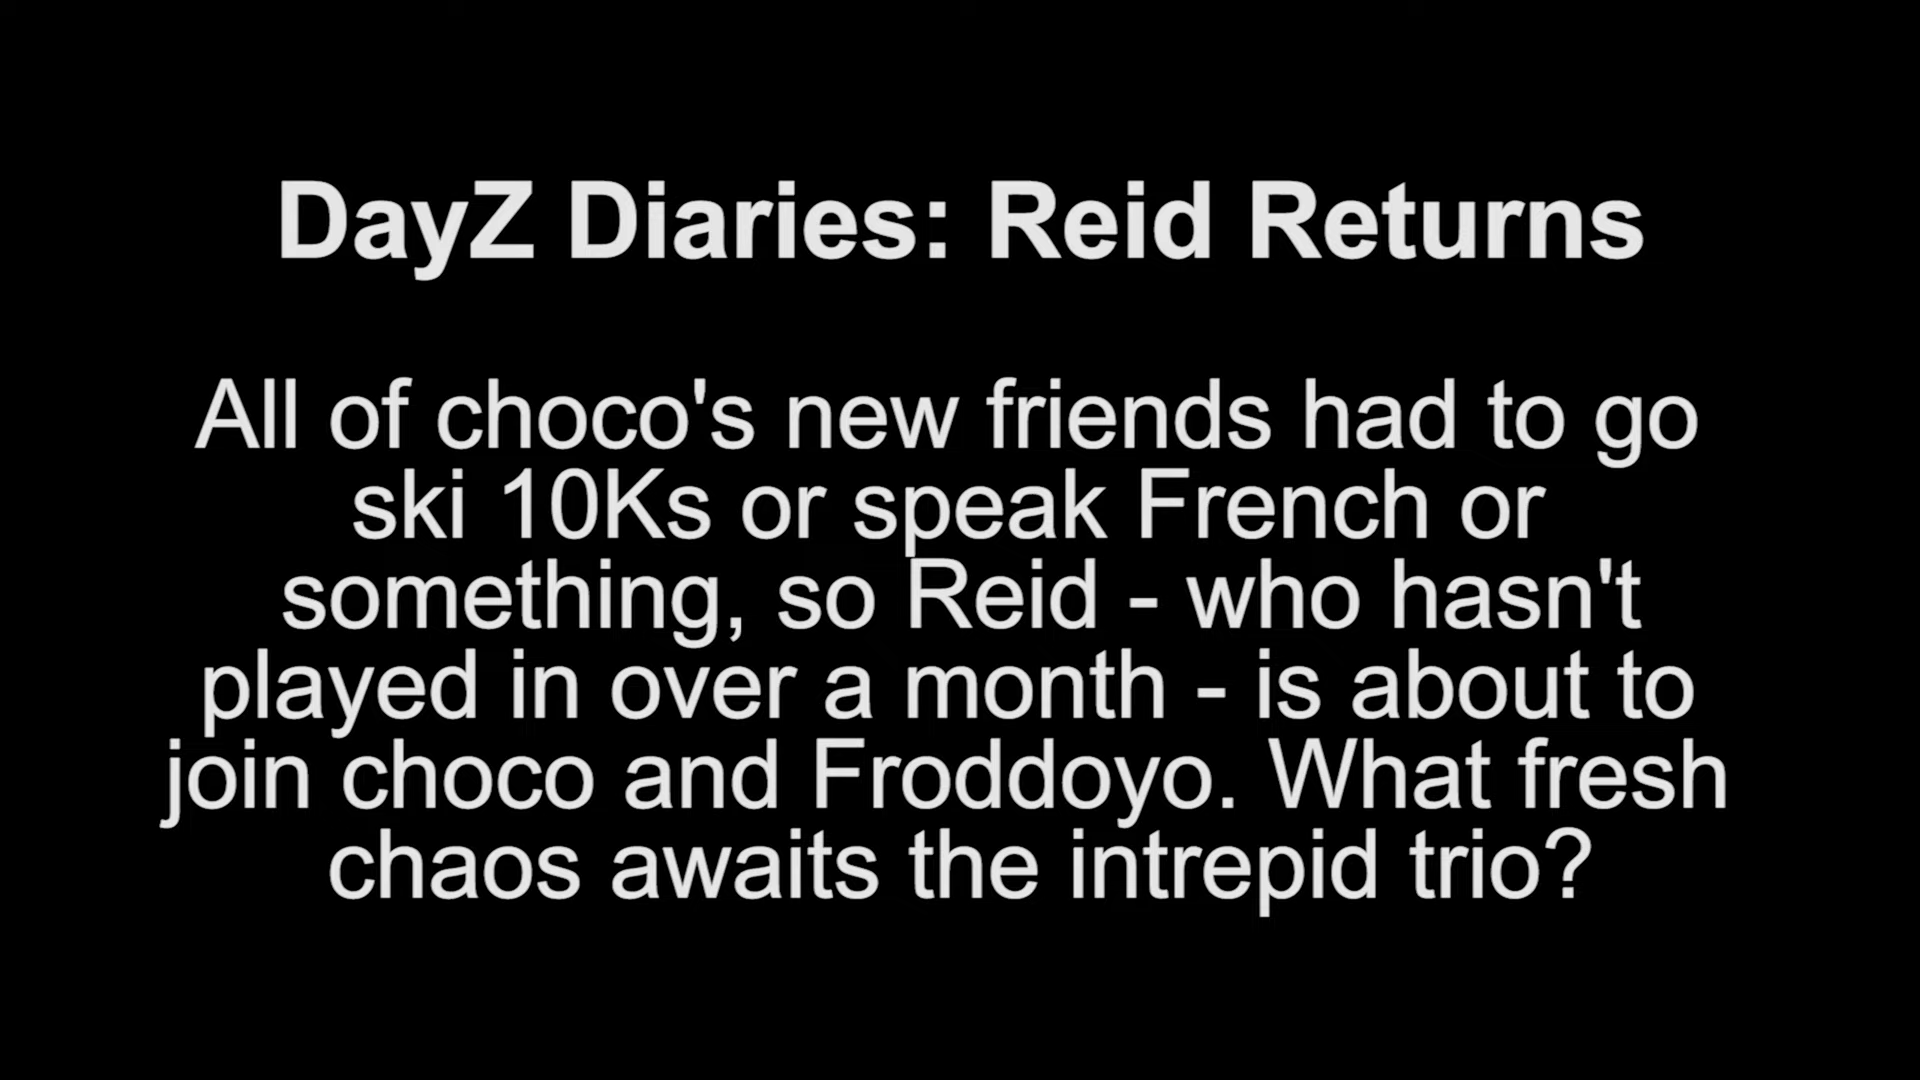 DayZ Diaries: Reid Returns
All of choco's new friends had to go
ski 10Ks or speak French or
something, so Reid - who hasn't
played in over a month - is about to
join choco and Froddoyo. What fresh
chaos awaits the intrepid trio?